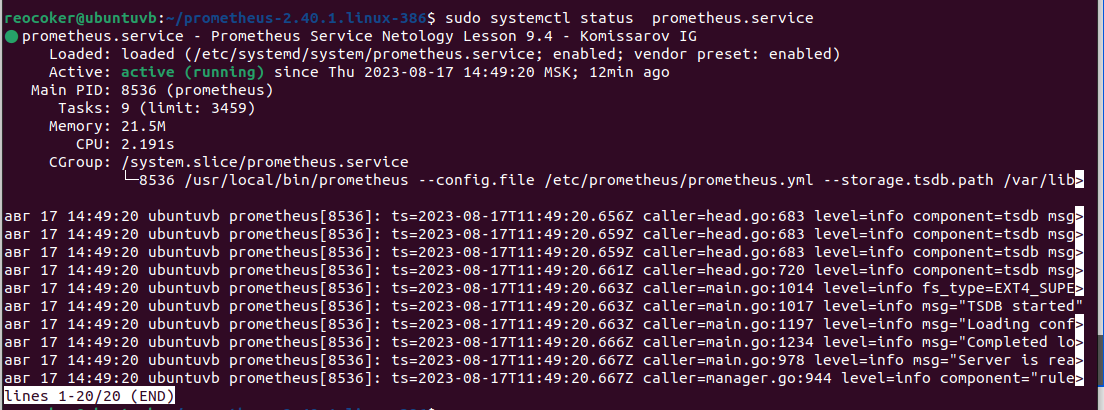 reocoker@ubuntuvb:~/prometheus-2.40.1.linux-386$ sudo systemctl status  prometheus.service
● prometheus.service - Prometheus Service Netology Lesson 9.4 - Komissarov IG
     Loaded: loaded (/etc/systemd/system/prometheus.service; enabled; vendor preset: enabled)
     Active: active (running) since Thu 2023-08-17 14:49:20 MSK; 12min ago
   Main PID: 8536 (prometheus)
      Tasks: 9 (limit: 3459)
     Memory: 21.5M
        CPU: 2.191s
     CGroup: /system.slice/prometheus.service
             └─8536 /usr/local/bin/prometheus --config.file /etc/prometheus/prometheus.yml --storage.tsdb.path /var/lib>
авг 17 14:49:20 ubuntuvb prometheus[8536]: ts=2023-08-17T11:49:20.656Z caller=head.go:683 level=info component=tsdb msg>
авг 17 14:49:20 ubuntuvb prometheus[8536]: ts=2023-08-17T11:49:20.659Z caller=head.go:683 level=info component=tsdb msg>
авг 17 14:49:20 ubuntuvb prometheus[8536]: ts=2023-08-17T11:49:20.659Z caller=head.go:683 level=info component=tsdb msg>
авг 17 14:49:20 ubuntuvb prometheus[8536]: ts=2023-08-17T11:49:20.661Z caller=head.go:720 level=info component=tsdb msg>
авг 17 14:49:20 ubuntuvb prometheus[8536]: ts=2023-08-17T11:49:20.663Z caller=main.go:1014 level=info fs_type=EXT4_SUPE>
авг 17 14:49:20 ubuntuvb prometheus[8536]: ts=2023-08-17T11:49:20.663Z caller=main.go:1017 level=info msg="TSDB started"
авг 17 14:49:20 ubuntuvb prometheus[8536]: ts=2023-08-17T11:49:20.663Z caller=main.go:1197 level=info msg="Loading conf>
авг 17 14:49:20 ubuntuvb prometheus[8536]: ts=2023-08-17T11:49:20.666Z caller=main.go:1234 level=info msg="Completed lo>
авг 17 14:49:20 ubuntuvb prometheus[8536]: ts=2023-08-17T11:49:20.667Z caller=main.go:978 level=info msg="Server is rea>
авг 17 14:49:20 ubuntuvb prometheus[8536]: ts=2023-08-17T11:49:20.667Z caller=manager.go:944 level=info component="rule>
lines 1-20/20 (END)